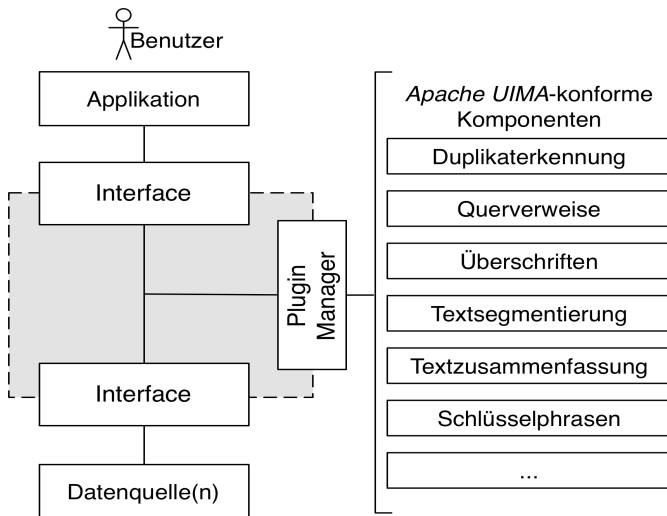 Benutzer
Applikation
Interface
Plugin
Manager
Interface
Datenquelle(n)
Apache UIMA-konforme
Komponenten
Duplikaterkennung
Querverweise
Überschriften
Textsegmentierung
Textzusammenfassung
Schlüsselphrasen
...